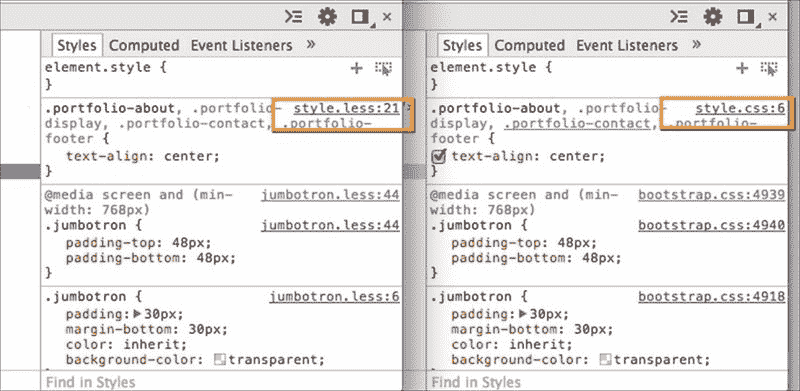 Styles Computed Event Listeners »
element.style {
}
.portfolio-about, .portfolio- style.less:21
display, .portfolio-contact, .portfolio-
footer {
text-align: center;
}
@media screen and (min- jumbotron.less:44
width: 768px)
.jumbotron { jumbotron.less:44
padding-top: 48px;
padding-bottom: 48px;
}
.jumbotron { jumbotron.less:6
padding: 30px;
margin-bottom: 30px;
color: inherit;
background-color: transparent;
Find in Styles
Styles Computed Event Listeners »
element.style {
}
.portfolio-about, .portfolio- style.css:6
display, .portfolio-contact, .portfolio-
footer {
text-align: center;
}
@media screen and (min- bootstrap.css:4939
width: 768px)
.jumbotron { bootstrap.css:4940
padding-top: 48px;
padding-bottom: 48px;
}
.jumbotron { bootstrap.css:4918
padding: 30px;
margin-bottom: 30px;
color: inherit;
background-color: transparent;
Find in Styles